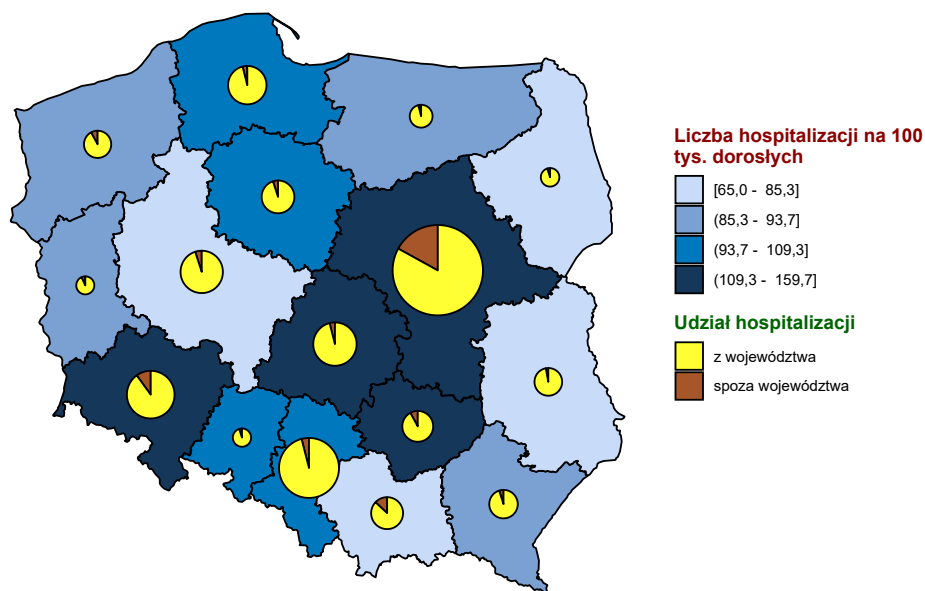 Liczba hospitalizacji na 100
tys. dorosłych
[65,0 - 85,3]
(85,3 - 93,7]
(93,7 - 109,3]
(109,3 - 159,7]
Udział hospitalizacji
z województwa
spoza województwa